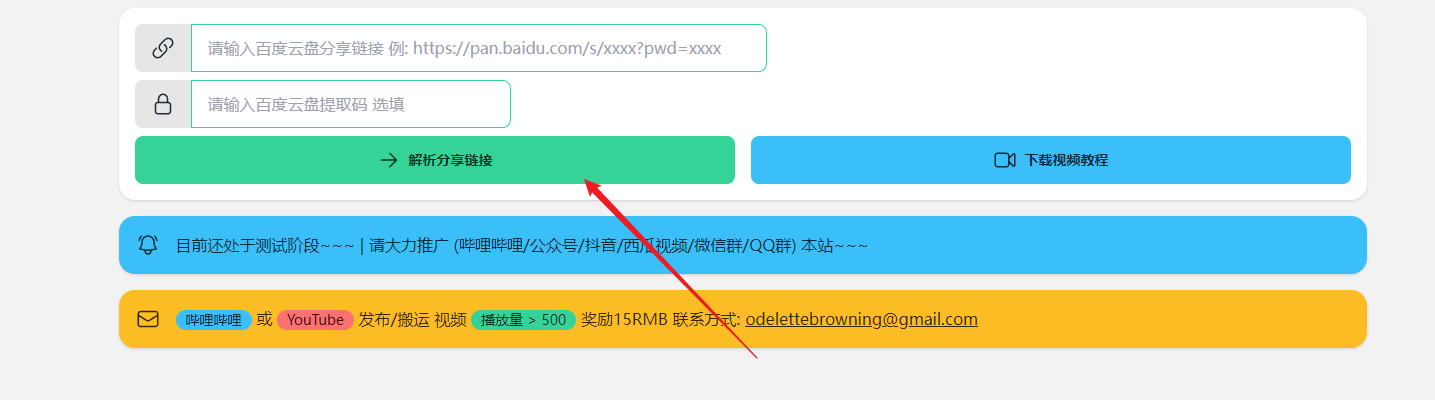 请输入百度云盘分享链接 例: https://pan.baidu.com/s/xxxx?pwd=xxxx
请输入百度云盘提取码 选填
解析分享链接 下载视频教程
目前还处于测试阶段~~~ | 请大力推广 (哔哩哔哩/公众号/抖音/西瓜视频/微信群/QQ群) 本站~~~
哔哩哔哩 或 YouTube 发布/搬运 视频 播放量 > 500 奖励15RMB 联系方式: odelettebrowning@gmail.com